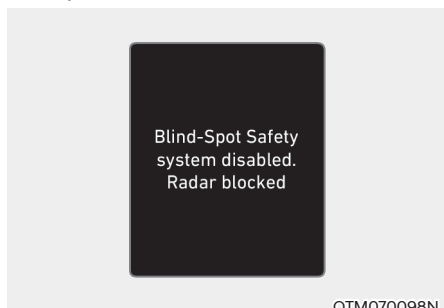 Blind-Spot Safety
system disabled.
Radar blocked
OTM070098N